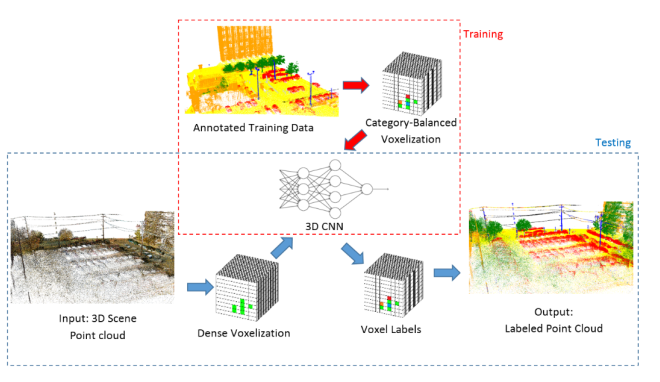 Training
Annotated Training Data
Category-Balanced
Voxelization
Testing
3D CNN
Input: 3D Scene
Point cloud
Dense Voxelization
Voxel Labels
Output:
Labeled Point Cloud